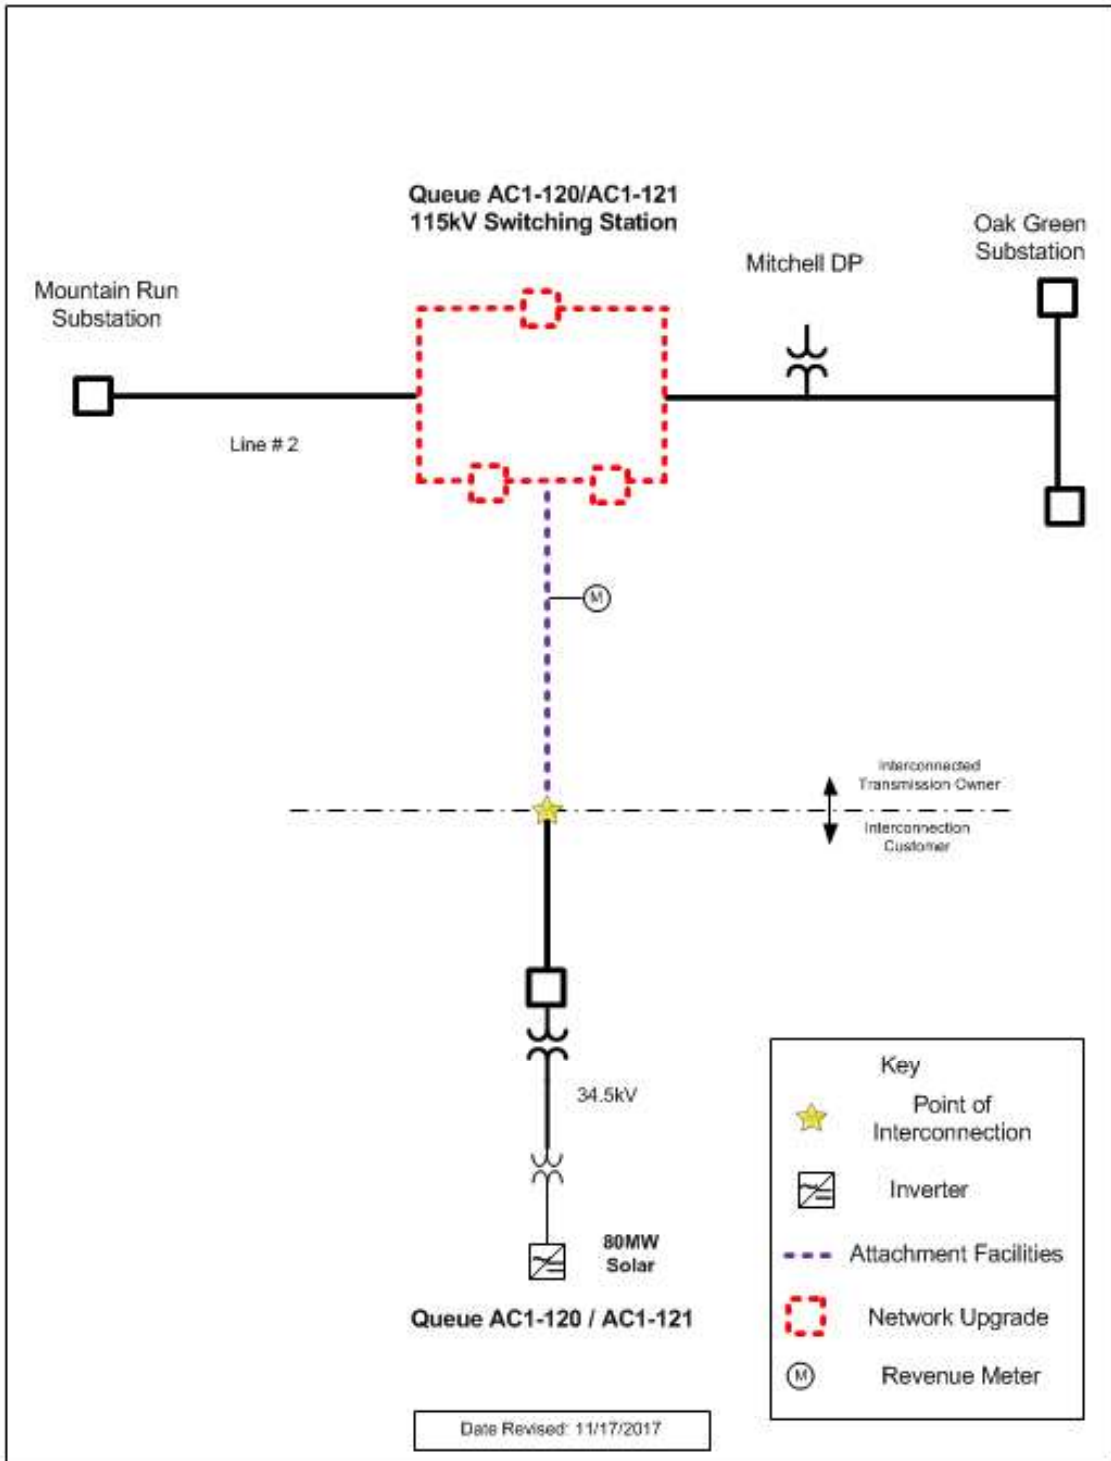 Queue AC1-120/AC1-121
115kV Switching Station
Oak Green
Substation
Mitchell DP
Mountain Run
Substation
Line # 2
M
Interconnected
Transmission Owner
Interconnection
Customer
34.5kV
80MW
Solar
Queue AC1-120 / AC1-121
Key
Point of
Interconnection
Inverter
Attachment Facilities
Network Upgrade
M
Revenue Meter
Date Revised: 11/17/2017